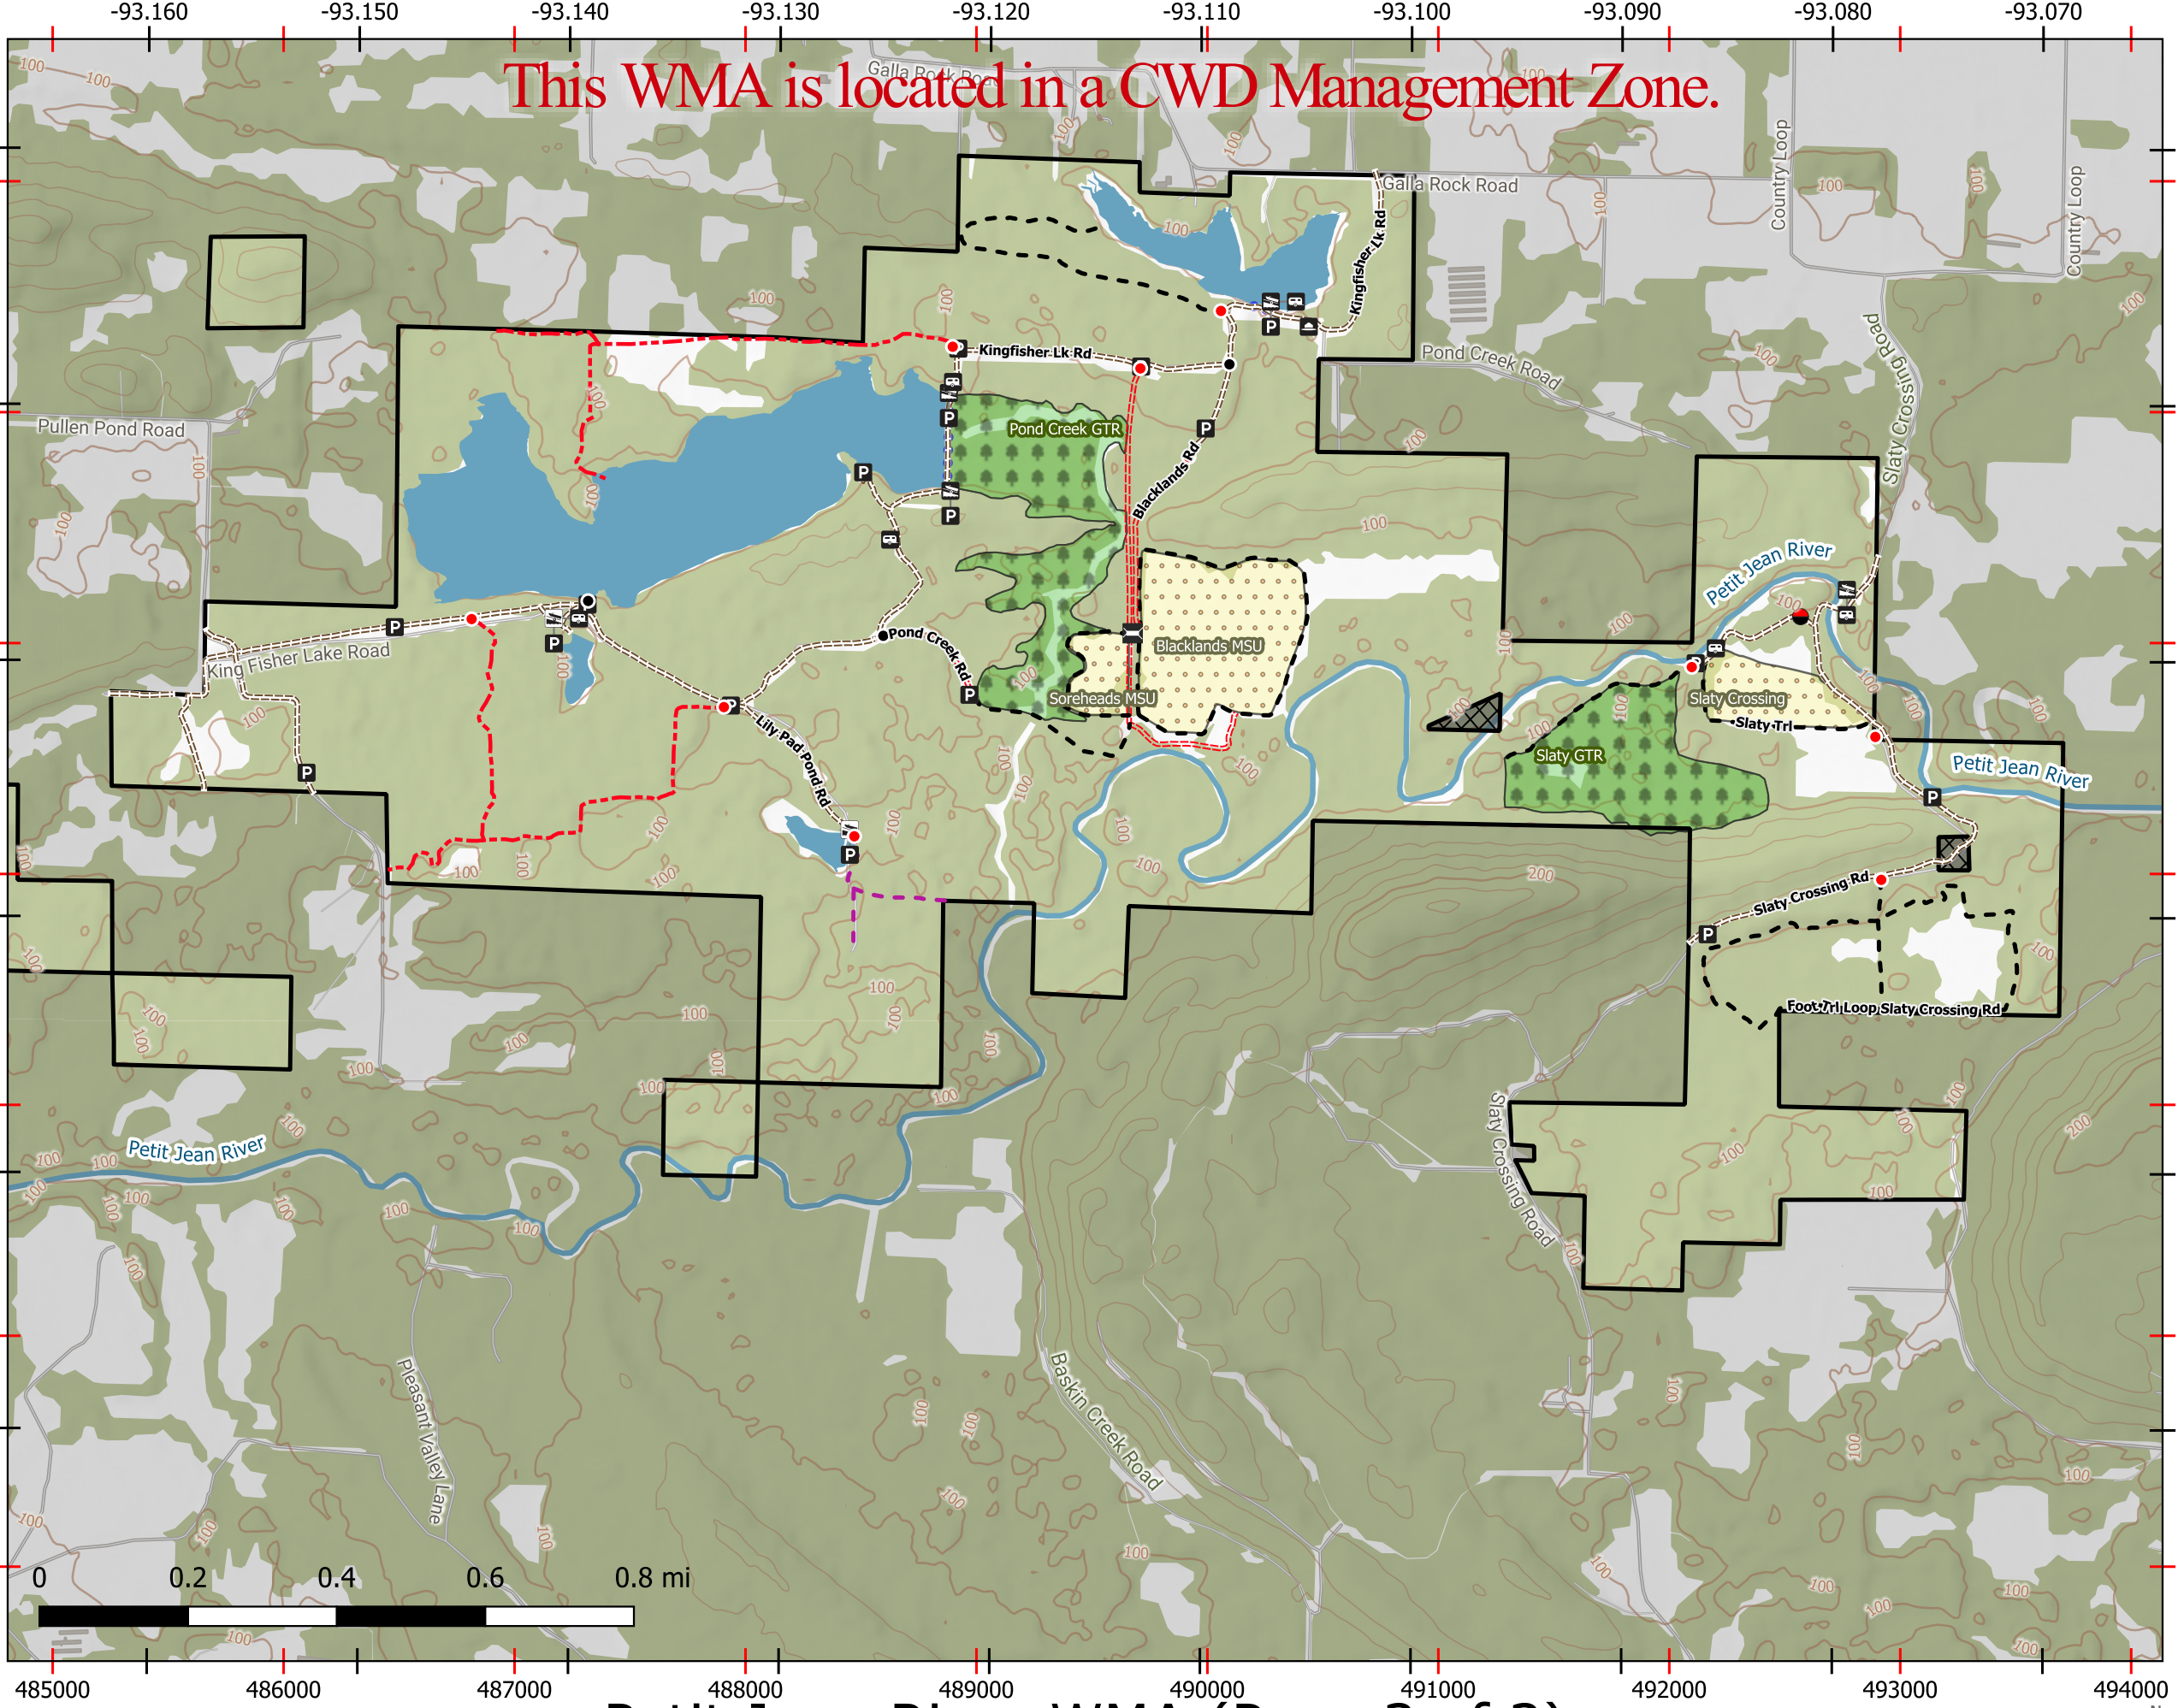 -93.160 -93.150 -93.140 -93.130 -93.120 -93.110 -93.100 -93.090 -93.080 -93.070
Galla Rock Road
This WMA is located in a CWD Management Zone.
Country Loop
Country Loop
Galla Rock Road
Kingfisher Lk Rd
Kingfisher Lk Rd
Pond Creek Road
Slaty Crossing Road
Pullen Pond Road
Pond Creek GTR
Blacklands Rd
Petit Jean River
Pond Creek Rd
Blacklands MSU
King Fisher Lake Road
Soreheads MSU
Slaty Crossing
Slaty Trl
Lily Pad Pond Rd
Slaty GTR
Petit Jean River
200
Slaty Crossing Rd
Foot Trl Loop Slaty Crossing Rd
100
200
Petit Jean River
Slaty Crossing Road
Baskin Creek Road
Pleasant Valley Lane
0 0.2 0.4 0.6 0.8 mi
485000 486000 487000 488000 489000 490000 491000 492000 493000 494000